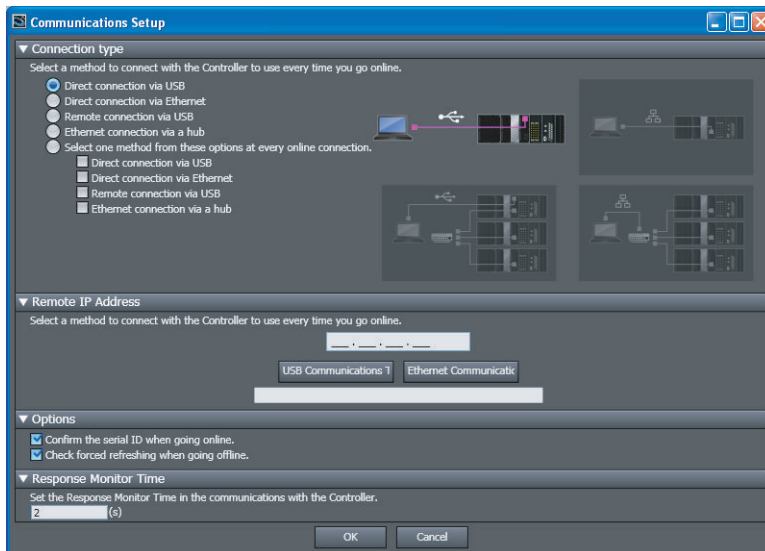 Communications Setup
▼ Connection type
Select a method to connect with the Controller to use every time you go online.
Direct connection via USB
Direct connection via Ethernet
Remote connection via USB
Ethernet connection via a hub
Select one method from these options at every online connection.
Direct connection via USB
Direct connection via Ethernet
Remote connection via USB
Ethernet connection via a hub
▼ Remote IP Address
Select a method to connect with the Controller to use every time you go online.
___ . ___ . ___ . ___
USB Communications T
Ethernet Communicatic
▼ Options
Confirm the serial ID when going online.
Check forced refreshing when going offline.
▼ Response Monitor Time
Set the Response Monitor Time in the communications with the Controller.
2 (s)
OK Cancel